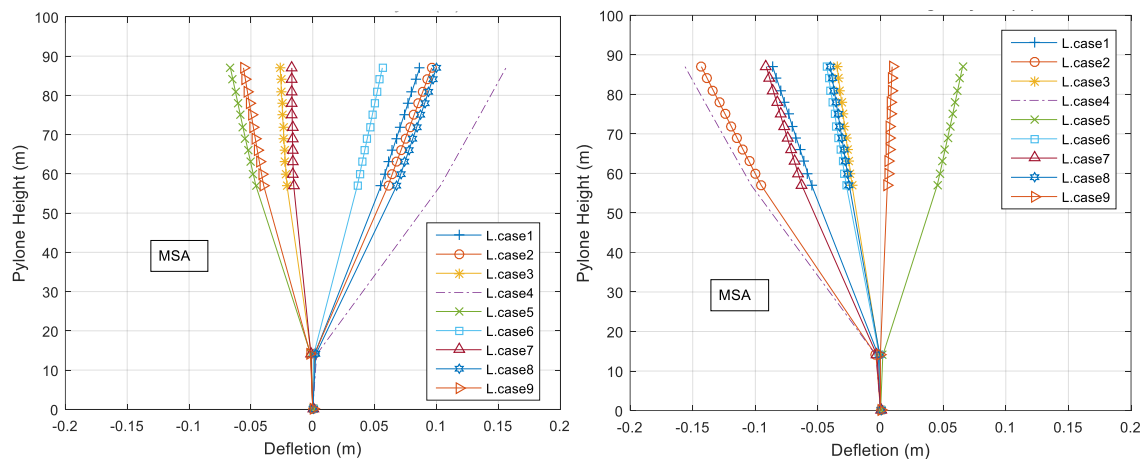 100
90
80
70
60
50
40
30
20
10
0
Pylone Height (m)
MSA
L.case1
L.case2
L.case3
L.case4
L.case5
L.case6
L.case7
L.case8
L.case9
-0.2 -0.15 -0.1 -0.05 0 0.05 0.1 0.15 0.2
Defletion (m)
100
90
80
70
60
50
40
30
20
10
0
Pylone Height (m)
L.case1
L.case2
L.case3
L.case4
L.case5
L.case6
L.case7
L.case8
L.case9
MSA
-0.2 -0.15 -0.1 -0.05 0 0.05 0.1 0.15 0.2
Defletion (m)